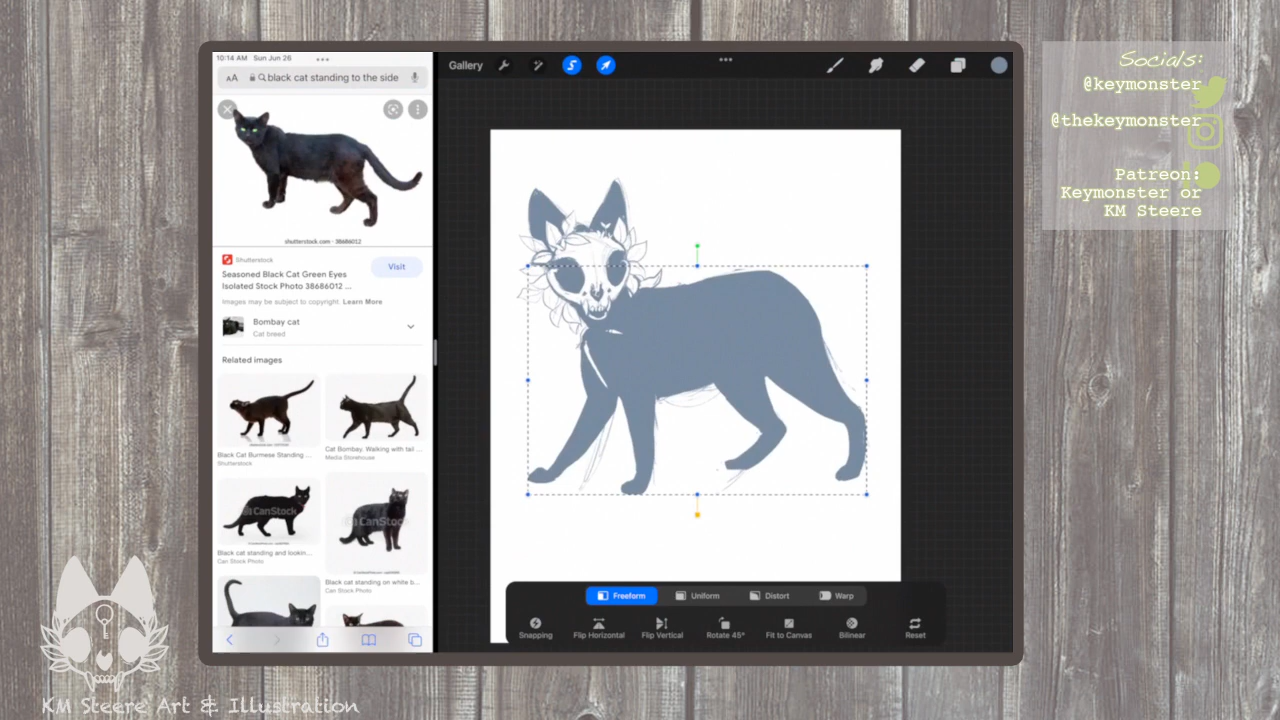 10:14 AM Sun Jun 26
AA black cat standing to the side
shutterstock.com · 38686012
Shutterstock
Seasoned Black Cat Green Eyes
Isolated Stock Photo 38686012 ...
Visit
Images may be subject to copyright. Learn More
Bombay cat
Cat breed
Related images
Black Cat Burmese Standing ...
Shutterstock
Cat Bombay. Walking with tail ...
Media Storehouse
CanStock
Black cat standing and lookin...
Can Stock Photo
CanStock
Black cat standing on white b...
Can Stock Photo
Gallery
Freeform
Uniform
Distort
Warp
Snapping
Flip Horizontal
Flip Vertical
Rotate 45°
Fit to Canvas
Bilinear
Reset
Socials:
@keymonster
@thekeymonster
Patreon:
Keymonster or
KM Steere
KM Steere Art & Illustration